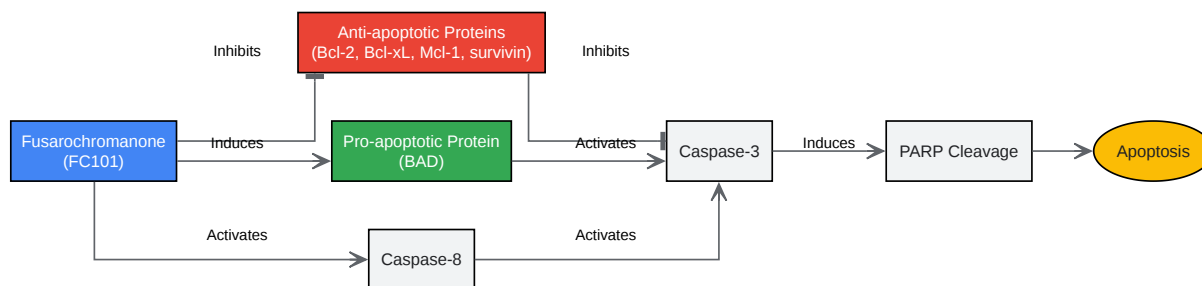 Anti-apoptotic Proteins
(Bcl-2, Bcl-xL, Mcl-1, survivin)
Inhibits
Inhibits
Fusarochromanone
(FC101)
Induces
Pro-apoptotic Protein
(BAD)
Activates
Caspase-3
Induces
PARP Cleavage
Apoptosis
Activates
Caspase-8
Activates